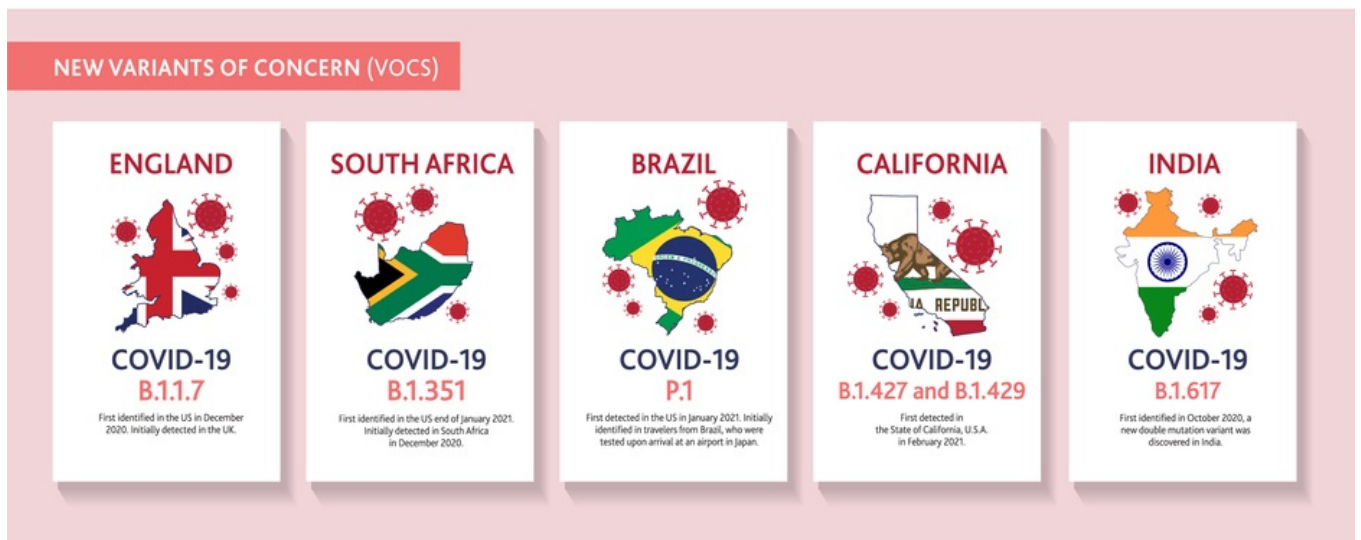 NEW VARIANTS OF CONCERN (VOCS)
ENGLAND
COVID-19
B.1.1.7
First identified in the US in December
2020. Initially detected in the UK.
SOUTH AFRICA
COVID-19
B.1.351
First identified in the US end of January 2021.
Initially detected in South Africa
in December 2020.
BRAZIL
COVID-19
P.1
First detected in the US in January 2021. Initially
identified in travelers from Brazil, who were
tested upon arrival at an airport in Japan.
CALIFORNIA
IA REPUBL
COVID-19
B.1.427 and B.1.429
First detected in
the State of California, U.S.A.
in February 2021.
INDIA
COVID-19
B.1.617
First identified in October 2020, a
new double mutation variant was
discovered in India.